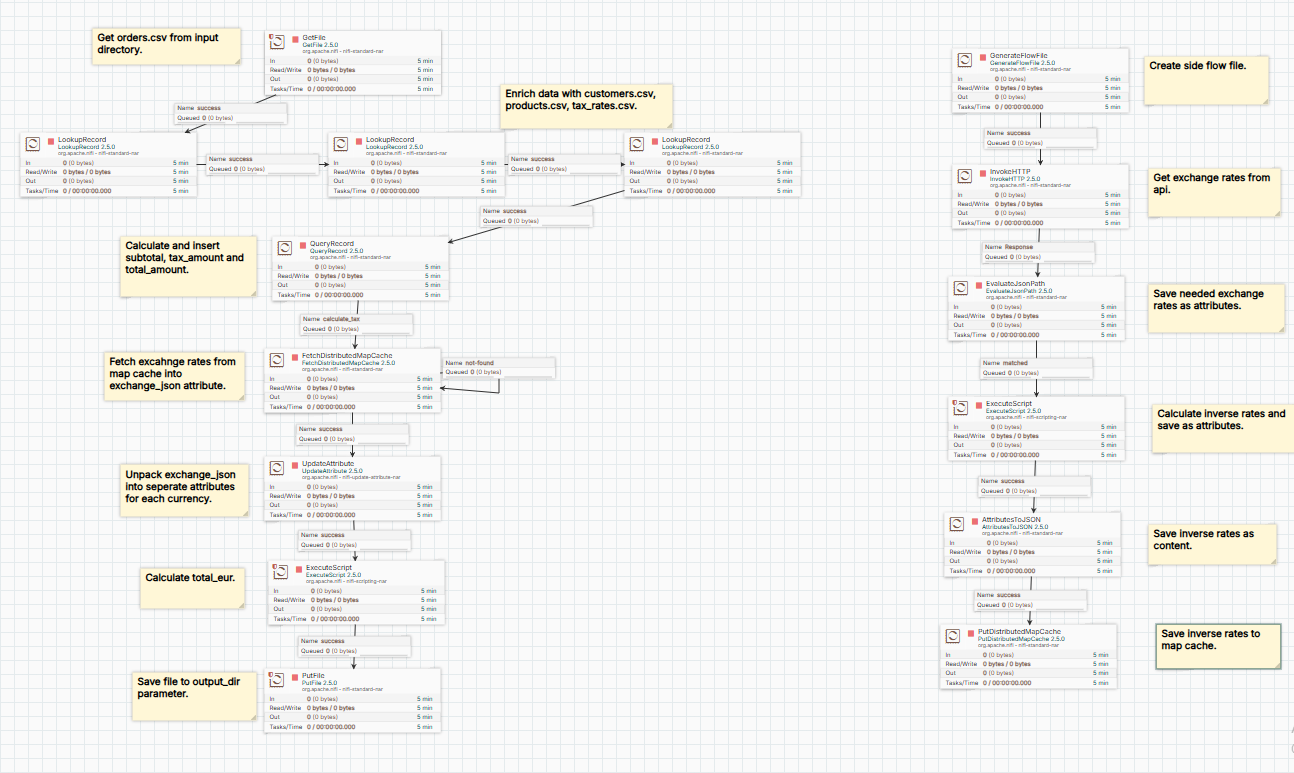 Get orders.csv from input
directory.
GetFile
GetFile 2.5.0
org.apache.nifi - nifi-standard-nar
In 0 (0 bytes) 5 min
Read/Write 0 bytes / 0 bytes 5 min
Out 0 (0 bytes) 5 min
Tasks/Time 0 / 00:00:00.000 5 min
Name success
Queued 0 (0 bytes)
Enrich data with customers.csv,
products.csv, tax_rates.csv.
LookupRecord
LookupRecord 2.5.0
org.apache.nifi - nifi-standard-nar
In 0 (0 bytes) 5 min
Read/Write 0 bytes / 0 bytes 5 min
Out 0 (0 bytes) 5 min
Tasks/Time 0 / 00:00:00.000 5 min
Name success
Queued 0 (0 bytes)
LookupRecord
LookupRecord 2.5.0
org.apache.nifi - nifi-standard-nar
In 0 (0 bytes) 5 min
Read/Write 0 bytes / 0 bytes 5 min
Out 0 (0 bytes) 5 min
Tasks/Time 0 / 00:00:00.000 5 min
Name success
Queued 0 (0 bytes)
LookupRecord
LookupRecord 2.5.0
org.apache.nifi - nifi-standard-nar
In 0 (0 bytes) 5 min
Read/Write 0 bytes / 0 bytes 5 min
Out 0 (0 bytes) 5 min
Tasks/Time 0 / 00:00:00.000 5 min
Name success
Queued 0 (0 bytes)
Calculate and insert
subtotal, tax_amount and
total_amount.
QueryRecord
QueryRecord 2.5.0
org.apache.nifi - nifi-standard-nar
In 0 (0 bytes) 5 min
Read/Write 0 bytes / 0 bytes 5 min
Out 0 (0 bytes) 5 min
Tasks/Time 0 / 00:00:00.000 5 min
Name calculate_tax
Queued 0 (0 bytes)
Fetch excahnge rates from
map cache into
exchange_json attribute.
FetchDistributedMapCache
FetchDistributedMapCache 2.5.0
org.apache.nifi - nifi-standard-nar
In 0 (0 bytes) 5 min
Read/Write 0 bytes / 0 bytes 5 min
Out 0 (0 bytes) 5 min
Tasks/Time 0 / 00:00:00.000 5 min
Name not-found
Queued 0 (0 bytes)
Name success
Queued 0 (0 bytes)
Unpack exchange_json
into seperate attributes
for each currency.
UpdateAttribute
UpdateAttribute 2.5.0
org.apache.nifi - nifi-update-attribute-nar
In 0 (0 bytes) 5 min
Read/Write 0 bytes / 0 bytes 5 min
Out 0 (0 bytes) 5 min
Tasks/Time 0 / 00:00:00.000 5 min
Name success
Queued 0 (0 bytes)
Calculate total_eur.
ExecuteScript
ExecuteScript 2.5.0
org.apache.nifi - nifi-scripting-nar
In 0 (0 bytes) 5 min
Read/Write 0 bytes / 0 bytes 5 min
Out 0 (0 bytes) 5 min
Tasks/Time 0 / 00:00:00.000 5 min
Name success
Queued 0 (0 bytes)
Save file to output_dir
parameter.
PutFile
PutFile 2.5.0
org.apache.nifi - nifi-standard-nar
In 0 (0 bytes) 5 min
Read/Write 0 bytes / 0 bytes 5 min
Out 0 (0 bytes) 5 min
Tasks/Time 0 / 00:00:00.000 5 min
GenerateFlowFile
GenerateFlowFile 2.5.0
org.apache.nifi - nifi-standard-nar
In 0 (0 bytes) 5 min
Read/Write 0 bytes / 0 bytes 5 min
Out 0 (0 bytes) 5 min
Tasks/Time 0 / 00:00:00.000 5 min
Create side flow file.
Name success
Queued 0 (0 bytes)
InvokeHTTP
InvokeHTTP 2.5.0
org.apache.nifi - nifi-standard-nar
In 0 (0 bytes) 5 min
Read/Write 0 bytes / 0 bytes 5 min
Out 0 (0 bytes) 5 min
Tasks/Time 0 / 00:00:00.000 5 min
Get exchange rates from
api.
Name Response
Queued 0 (0 bytes)
EvaluateJsonPath
EvaluateJsonPath 2.5.0
org.apache.nifi - nifi-standard-nar
In 0 (0 bytes) 5 min
Read/Write 0 bytes / 0 bytes 5 min
Out 0 (0 bytes) 5 min
Tasks/Time 0 / 00:00:00.000 5 min
Save needed exchange
rates as attributes.
Name matched
Queued 0 (0 bytes)
ExecuteScript
ExecuteScript 2.5.0
org.apache.nifi - nifi-scripting-nar
In 0 (0 bytes) 5 min
Read/Write 0 bytes / 0 bytes 5 min
Out 0 (0 bytes) 5 min
Tasks/Time 0 / 00:00:00.000 5 min
Calculate inverse rates and
save as attributes.
Name success
Queued 0 (0 bytes)
AttributesToJSON
AttributesToJSON 2.5.0
org.apache.nifi - nifi-standard-nar
In 0 (0 bytes) 5 min
Read/Write 0 bytes / 0 bytes 5 min
Out 0 (0 bytes) 5 min
Tasks/Time 0 / 00:00:00.000 5 min
Save inverse rates as
content.
Name success
Queued 0 (0 bytes)
PutDistributedMapCache
PutDistributedMapCache 2.5.0
org.apache.nifi - nifi-standard-nar
In 0 (0 bytes) 5 min
Read/Write 0 bytes / 0 bytes 5 min
Out 0 (0 bytes) 5 min
Tasks/Time 0 / 00:00:00.000 5 min
Save inverse rates to
map cache.